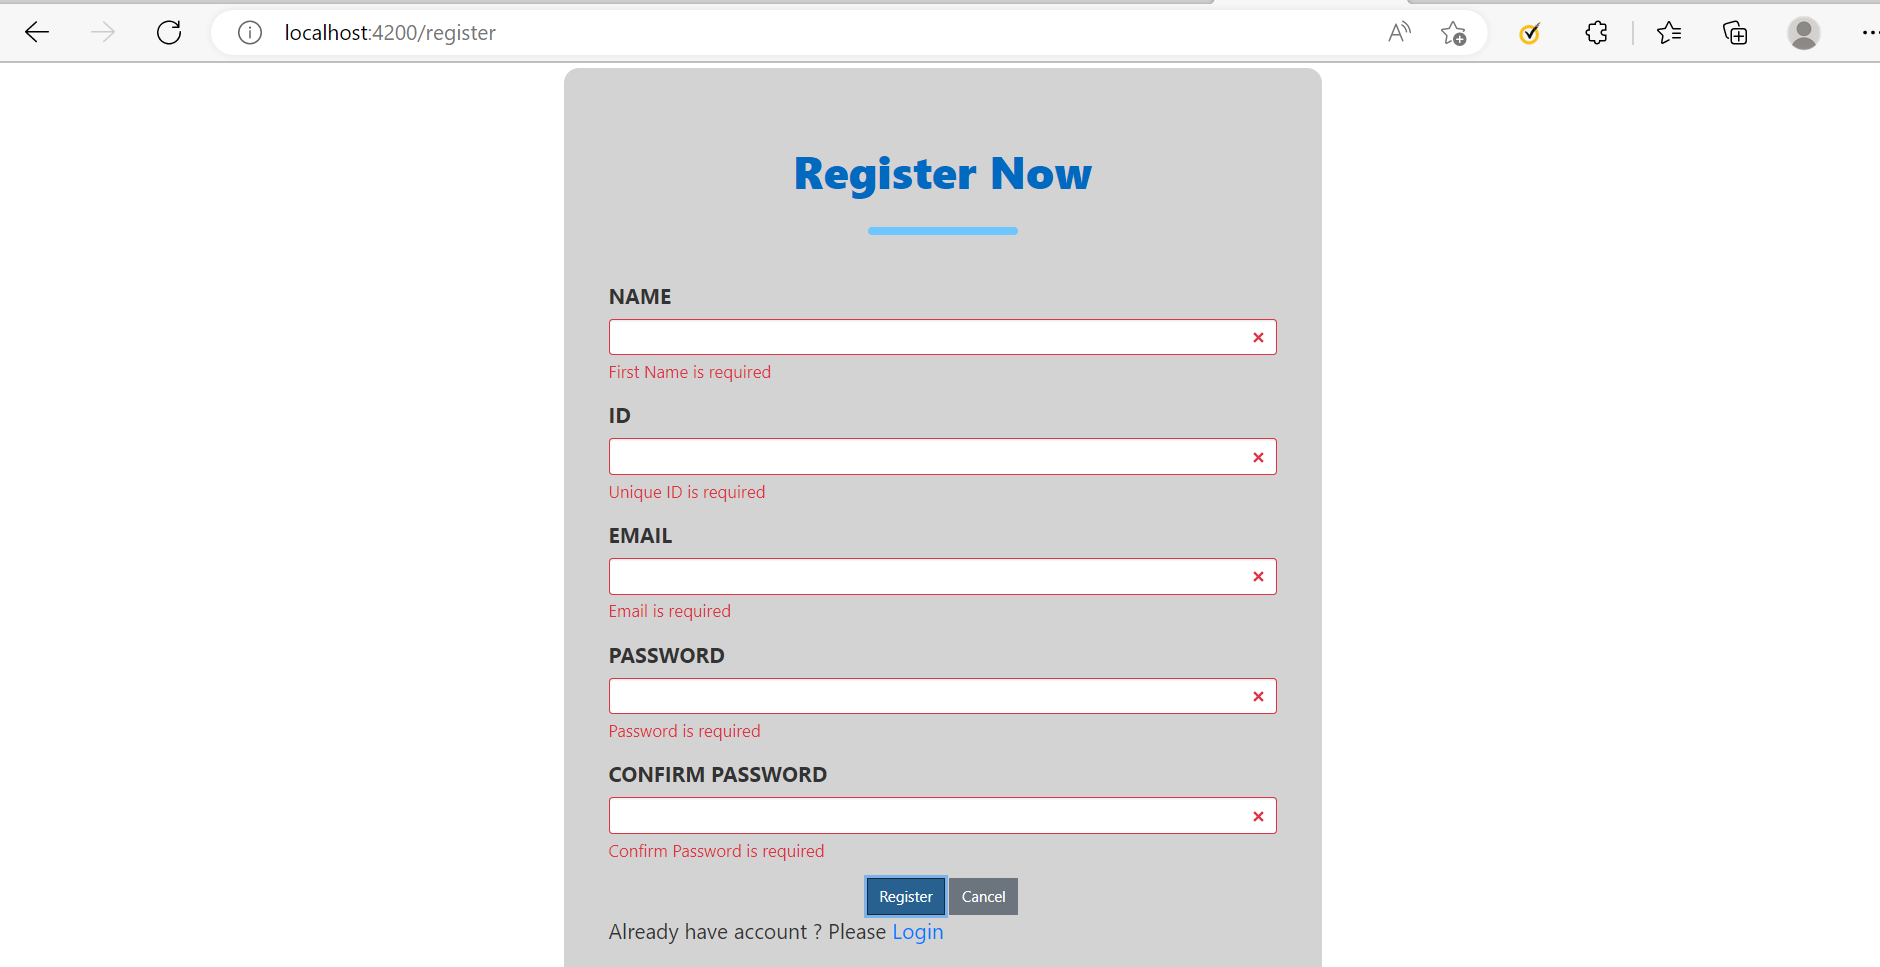 localhost:4200/register
Register Now
NAME
First Name is required
ID
Unique ID is required
EMAIL
Email is required
PASSWORD
Password is required
CONFIRM PASSWORD
Confirm Password is required
Register Cancel
Already have account ? Please Login